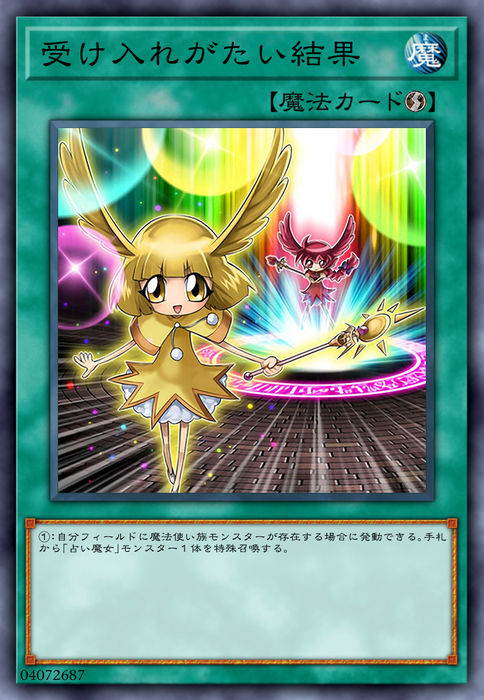 受け入れがたい結果
魔
【魔法カード】
①:自分フィールドに魔法使い族モンスターが存在する場合に発動できる。手札
から「占い魔女」モンスター1体を特殊召喚する。
04072687